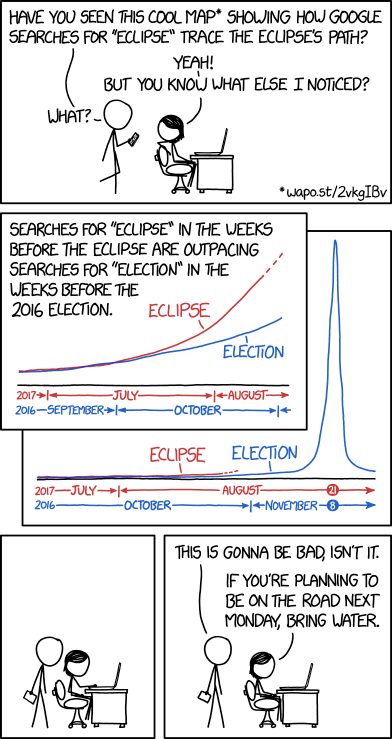 HAVE YOU SEEN THIS COOL MAP* SHOWING HOW GOOGLE
SEARCHES FOR "ECLIPSE" TRACE THE ECLIPSE'S PATH?
YEAH!
BUT YOU KNOW WHAT ELSE I NOTICED?
WHAT?
*wapo.st/2vkgIBv
SEARCHES FOR "ECLIPSE" IN THE WEEKS
BEFORE THE ECLIPSE ARE OUTPACING
SEARCHES FOR "ELECTION" IN THE
WEEKS BEFORE THE
2016 ELECTION.
ECLIPSE
ELECTION
2017 JULY AUGUST
2016 SEPTEMBER OCTOBER
ECLIPSE ELECTION
2017 JULY AUGUST 21
2016 OCTOBER NOVEMBER 8
THIS IS GONNA BE BAD, ISN'T IT.
IF YOU'RE PLANNING TO
BE ON THE ROAD NEXT
MONDAY, BRING WATER.